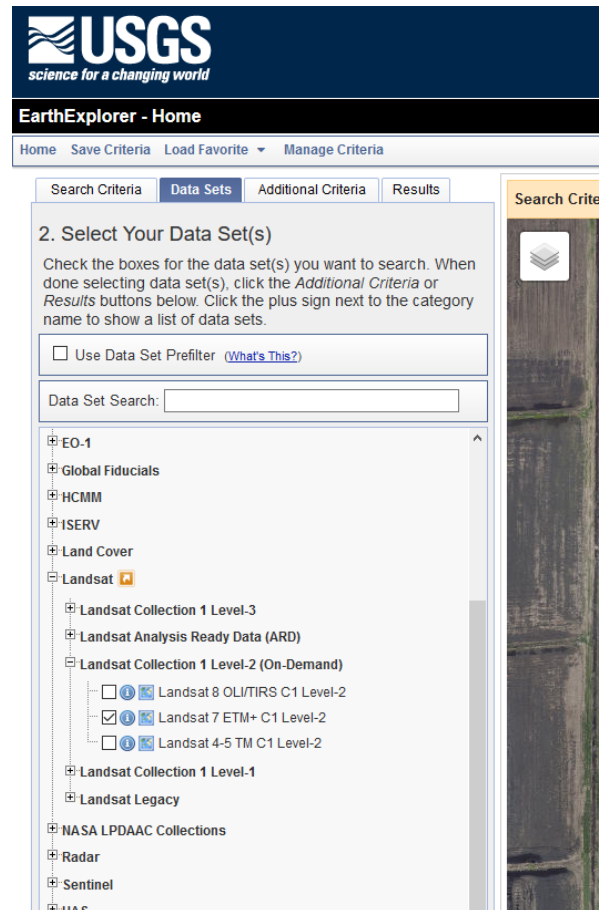 USGS
science for a changing world
EarthExplorer - Home
Home Save Criteria Load Favorite Manage Criteria
Search Criteria Data Sets Additional Criteria Results
Search Crite
2. Select Your Data Set(s)
Check the boxes for the data set(s) you want to search. When
done selecting data set(s), click the Additional Criteria or
Results buttons below. Click the plus sign next to the category
name to show a list of data sets.
Use Data Set Prefilter (What's This?)
Data Set Search:
EO-1
Global Fiducials
HCMM
ISERV
Land Cover
Landsat
Landsat Collection 1 Level-3
Landsat Analysis Ready Data (ARD)
Landsat Collection 1 Level-2 (On-Demand)
Landsat 8 OLI/TIRS C1 Level-2
Landsat 7 ETM+ C1 Level-2
Landsat 4-5 TM C1 Level-2
Landsat Collection 1 Level-1
Landsat Legacy
NASA LPDAAC Collections
Radar
Sentinel
UAS